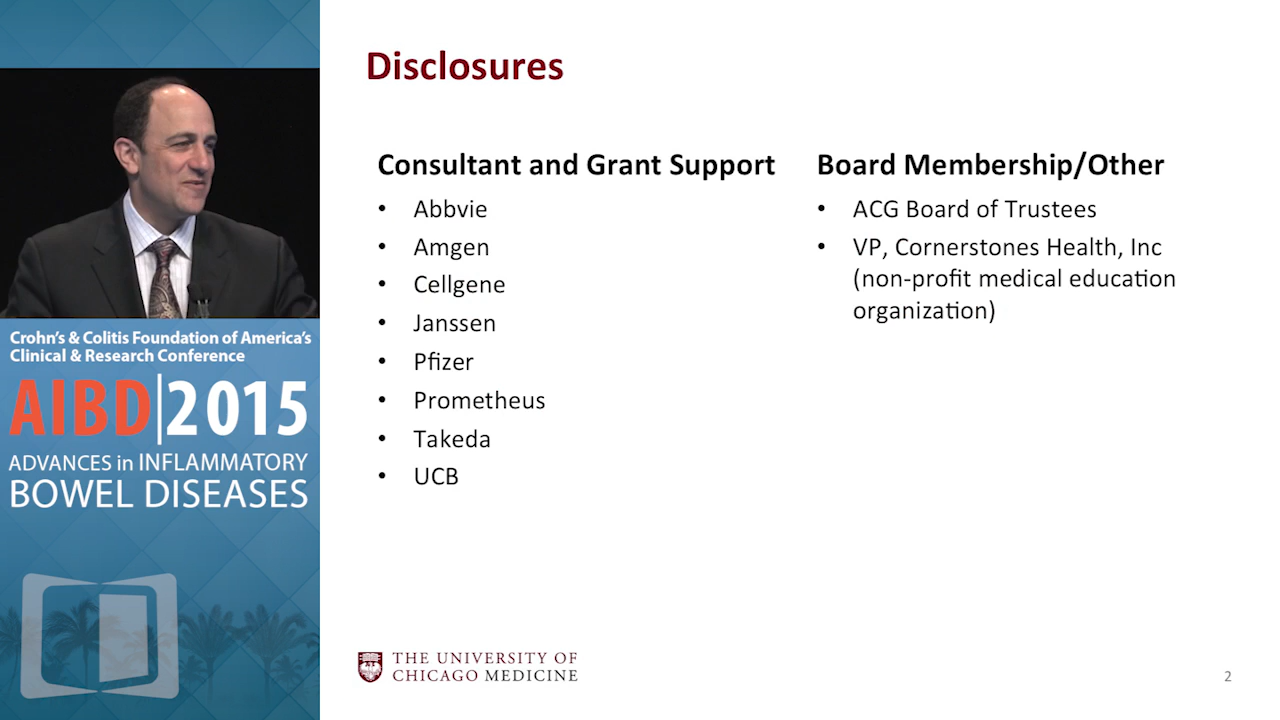 Disclosures
Consultant and Grant Support
• Abbvie
• Amgen
• Cellgene
• Janssen
• Pfizer
• Prometheus
• Takeda
• UCB
Board Membership/Other
• ACG Board of Trustees
• VP, Cornerstones Health, Inc
(non-profit medical education
organization)
Crohn's & Colitis Foundation of America's
Clinical & Research Conference
AIBD|2015
ADVANCES in INFLAMMATORY
BOWEL DISEASES
THE UNIVERSITY OF
CHICAGO MEDICINE
2